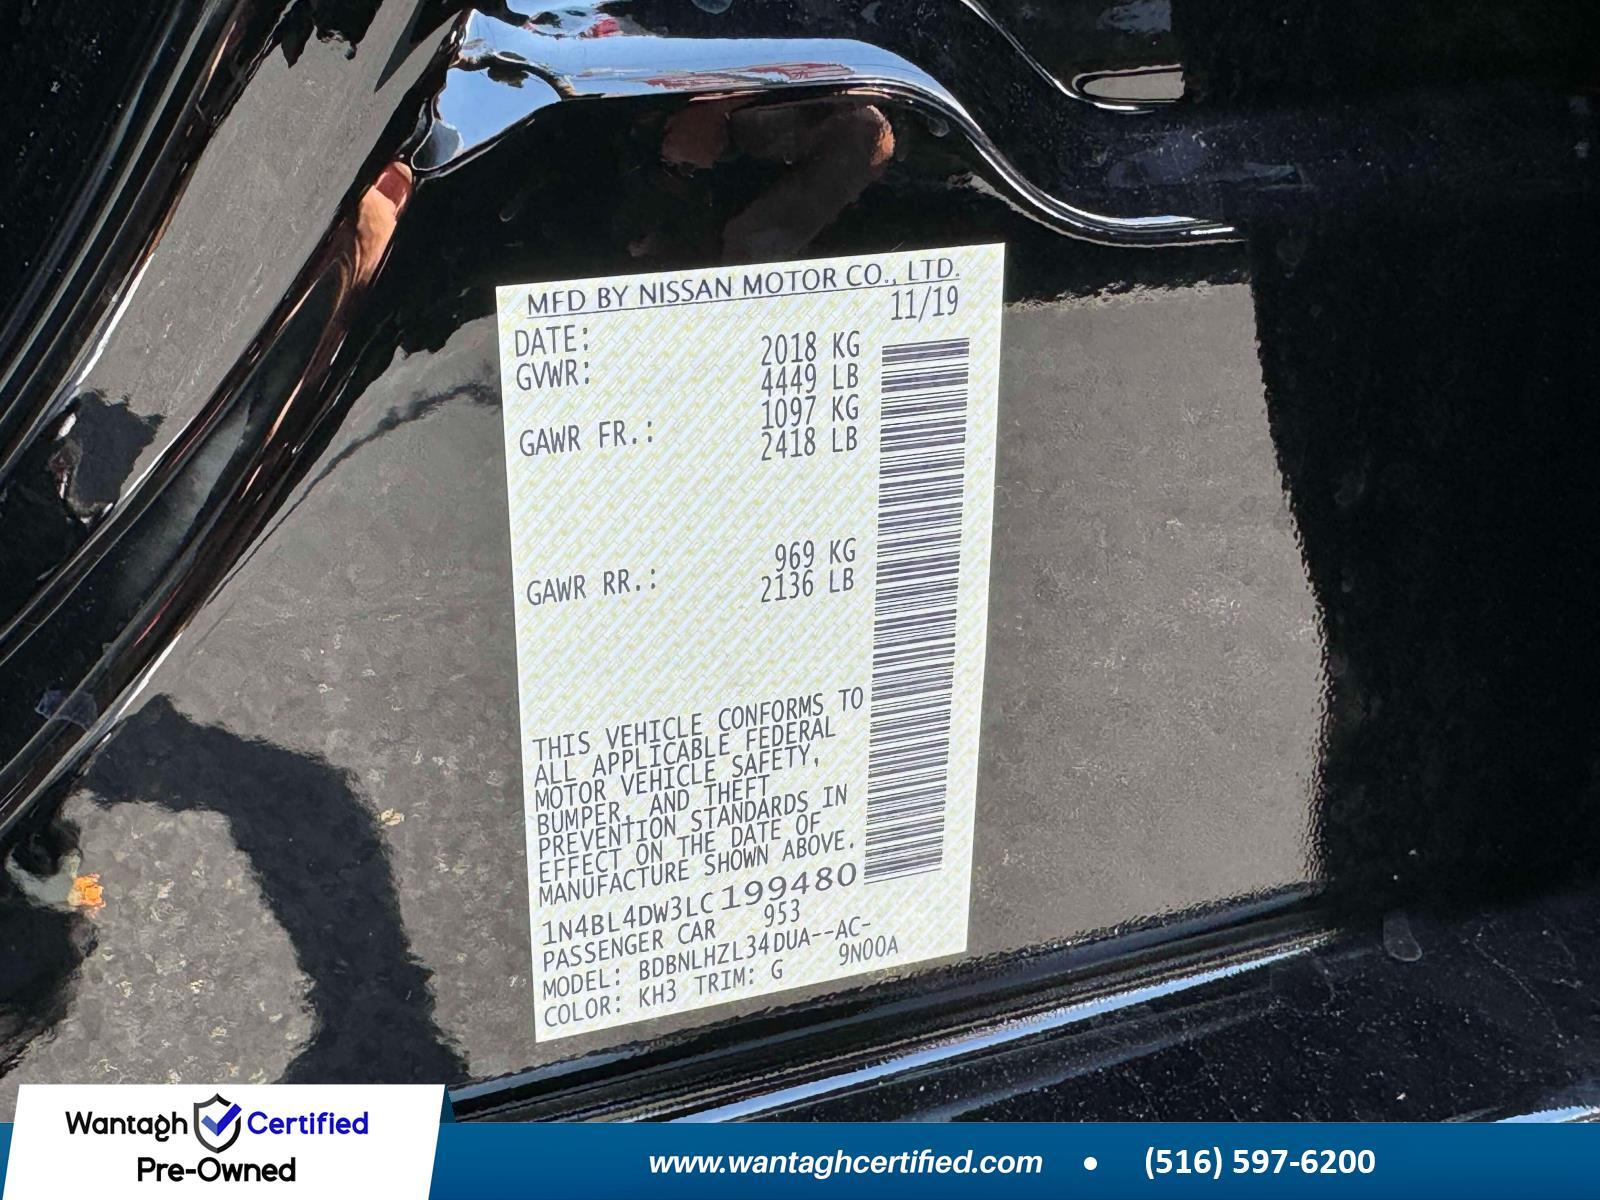 MFD BY NISSAN MOTOR CO., LTD.
DATE: 11/19
GVWR: 2018 KG
4449 LB
GAWR FR.: 1097 KG
2418 LB
GAWR RR.: 969 KG
2136 LB
THIS VEHICLE CONFORMS TO
ALL APPLICABLE FEDERAL
MOTOR VEHICLE SAFETY,
BUMPER, AND THEFT
PREVENTION STANDARDS IN
EFFECT ON THE DATE OF
MANUFACTURE SHOWN ABOVE.
1N4BL4DW3LC199480
PASSENGER CAR 953
MODEL: BDBNLHZL34DUA--AC-
COLOR: KH3 TRIM: G 9N00A
Wantagh Certified
Pre-Owned
www.wantaghcertified.com • (516) 597-6200